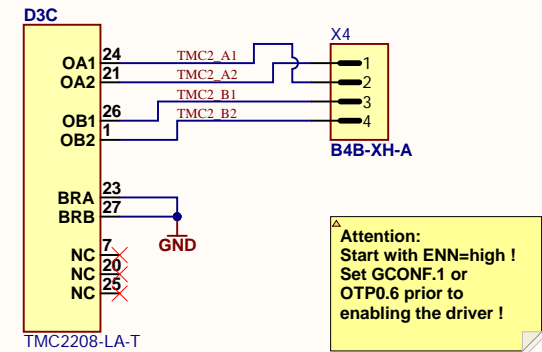 D3C
X4
OA1 24 TMC2_A1 1
OA2 21 TMC2_A2 2
OB1 26 TMC2_B1 3
OB2 1 TMC2_B2 4
B4B-XH-A
BRA 23
BRB 27
GND
NC 7
NC 20
NC 25
TMC2208-LA-T
Attention:
Start with ENN=high !
Set GCONF.1 or
OTP0.6 prior to
enabling the driver !